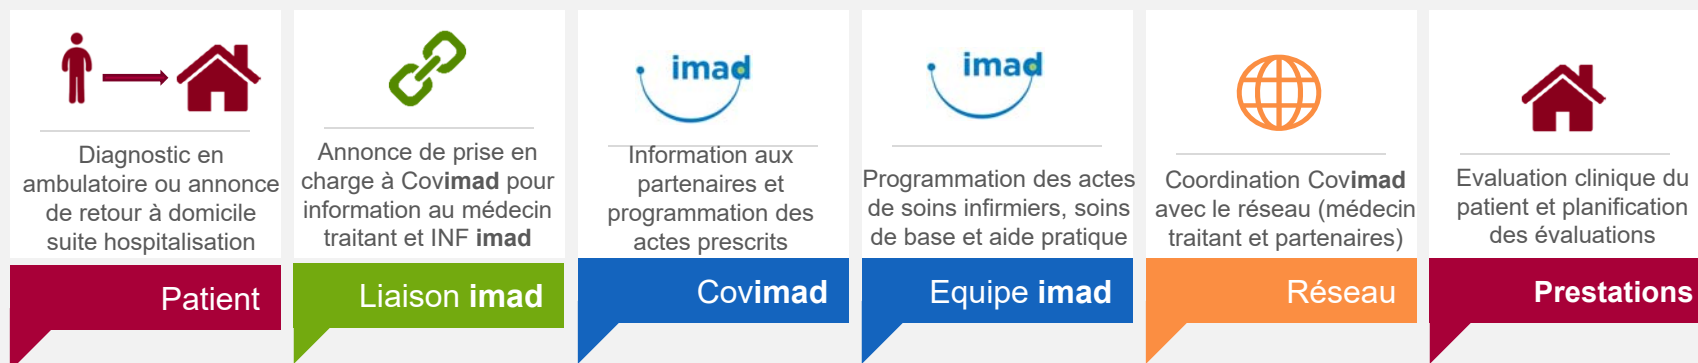 Diagnostic en
ambulatoire ou annonce
de retour à domicile
suite hospitalisation
Patient
Annonce de prise en
charge à Covimad pour
information au médecin
traitant et INF imad
Liaison imad
imad
Information aux
partenaires et
programmation des
actes prescrits
Covimad
imad
Programmation des actes
de soins infirmiers, soins
de base et aide pratique
Equipe imad
Coordination Covimad
avec le réseau (médecin
traitant et partenaires)
Réseau
Evaluation clinique du
patient et planification
des évaluations
Prestations